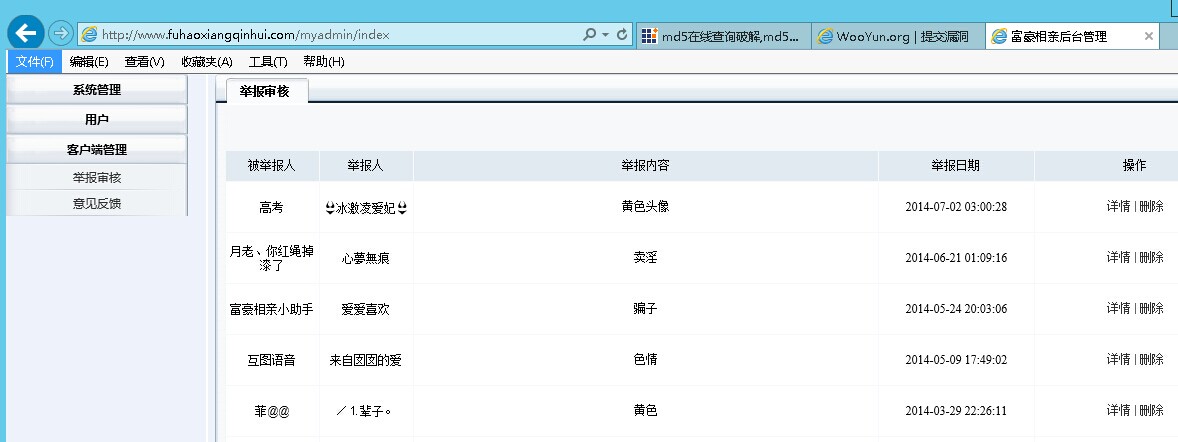 http://www.fuhaoxiangqinhui.com/myadmin/index
md5在线查询破解,md5...
WooYun.org | 提交漏洞
富豪相亲后台管理
文件(F) 编辑(E) 查看(V) 收藏夹(A) 工具(T) 帮助(H)
系统管理
用户
客户端管理
举报审核
意见反馈
举报审核
被举报人 举报人 举报内容 举报日期 操作
高考 👙冰激凌爱妃👙 黄色头像 2014-07-02 03:00:28 详情 | 删除
月老、你红绳掉
漆了 心夢無痕 卖淫 2014-06-21 01:09:16 详情 | 删除
富豪相亲小助手 爱爱喜欢 骗子 2014-05-24 20:03:06 详情 | 删除
互图语音 来自囡囡的爱 色情 2014-05-09 17:49:02 详情 | 删除
菲@@ ／⒈辈子。 黄色 2014-03-29 22:26:11 详情 | 删除